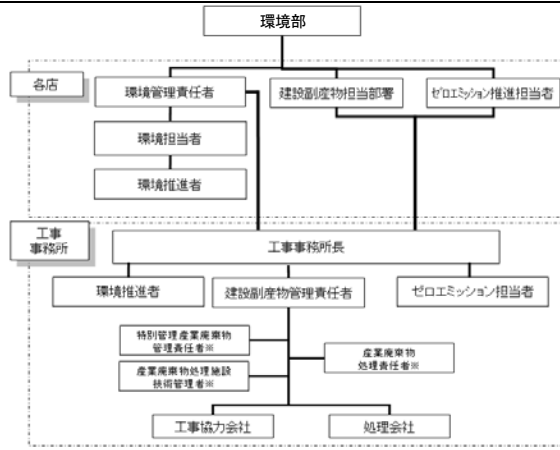 環境部
各店
環境管理責任者
建設副産物担当部署
ゼロエミッション推進担当者
環境担当者
環境推進者
工事
事務所
工事事務所長
環境推進者
建設副産物管理責任者
ゼロエミッション担当者
特別管理産業廃棄物
管理責任者※
産業廃棄物
処理責任者※
産業廃棄物処理施設
技術管理者※
工事協力会社
処理会社